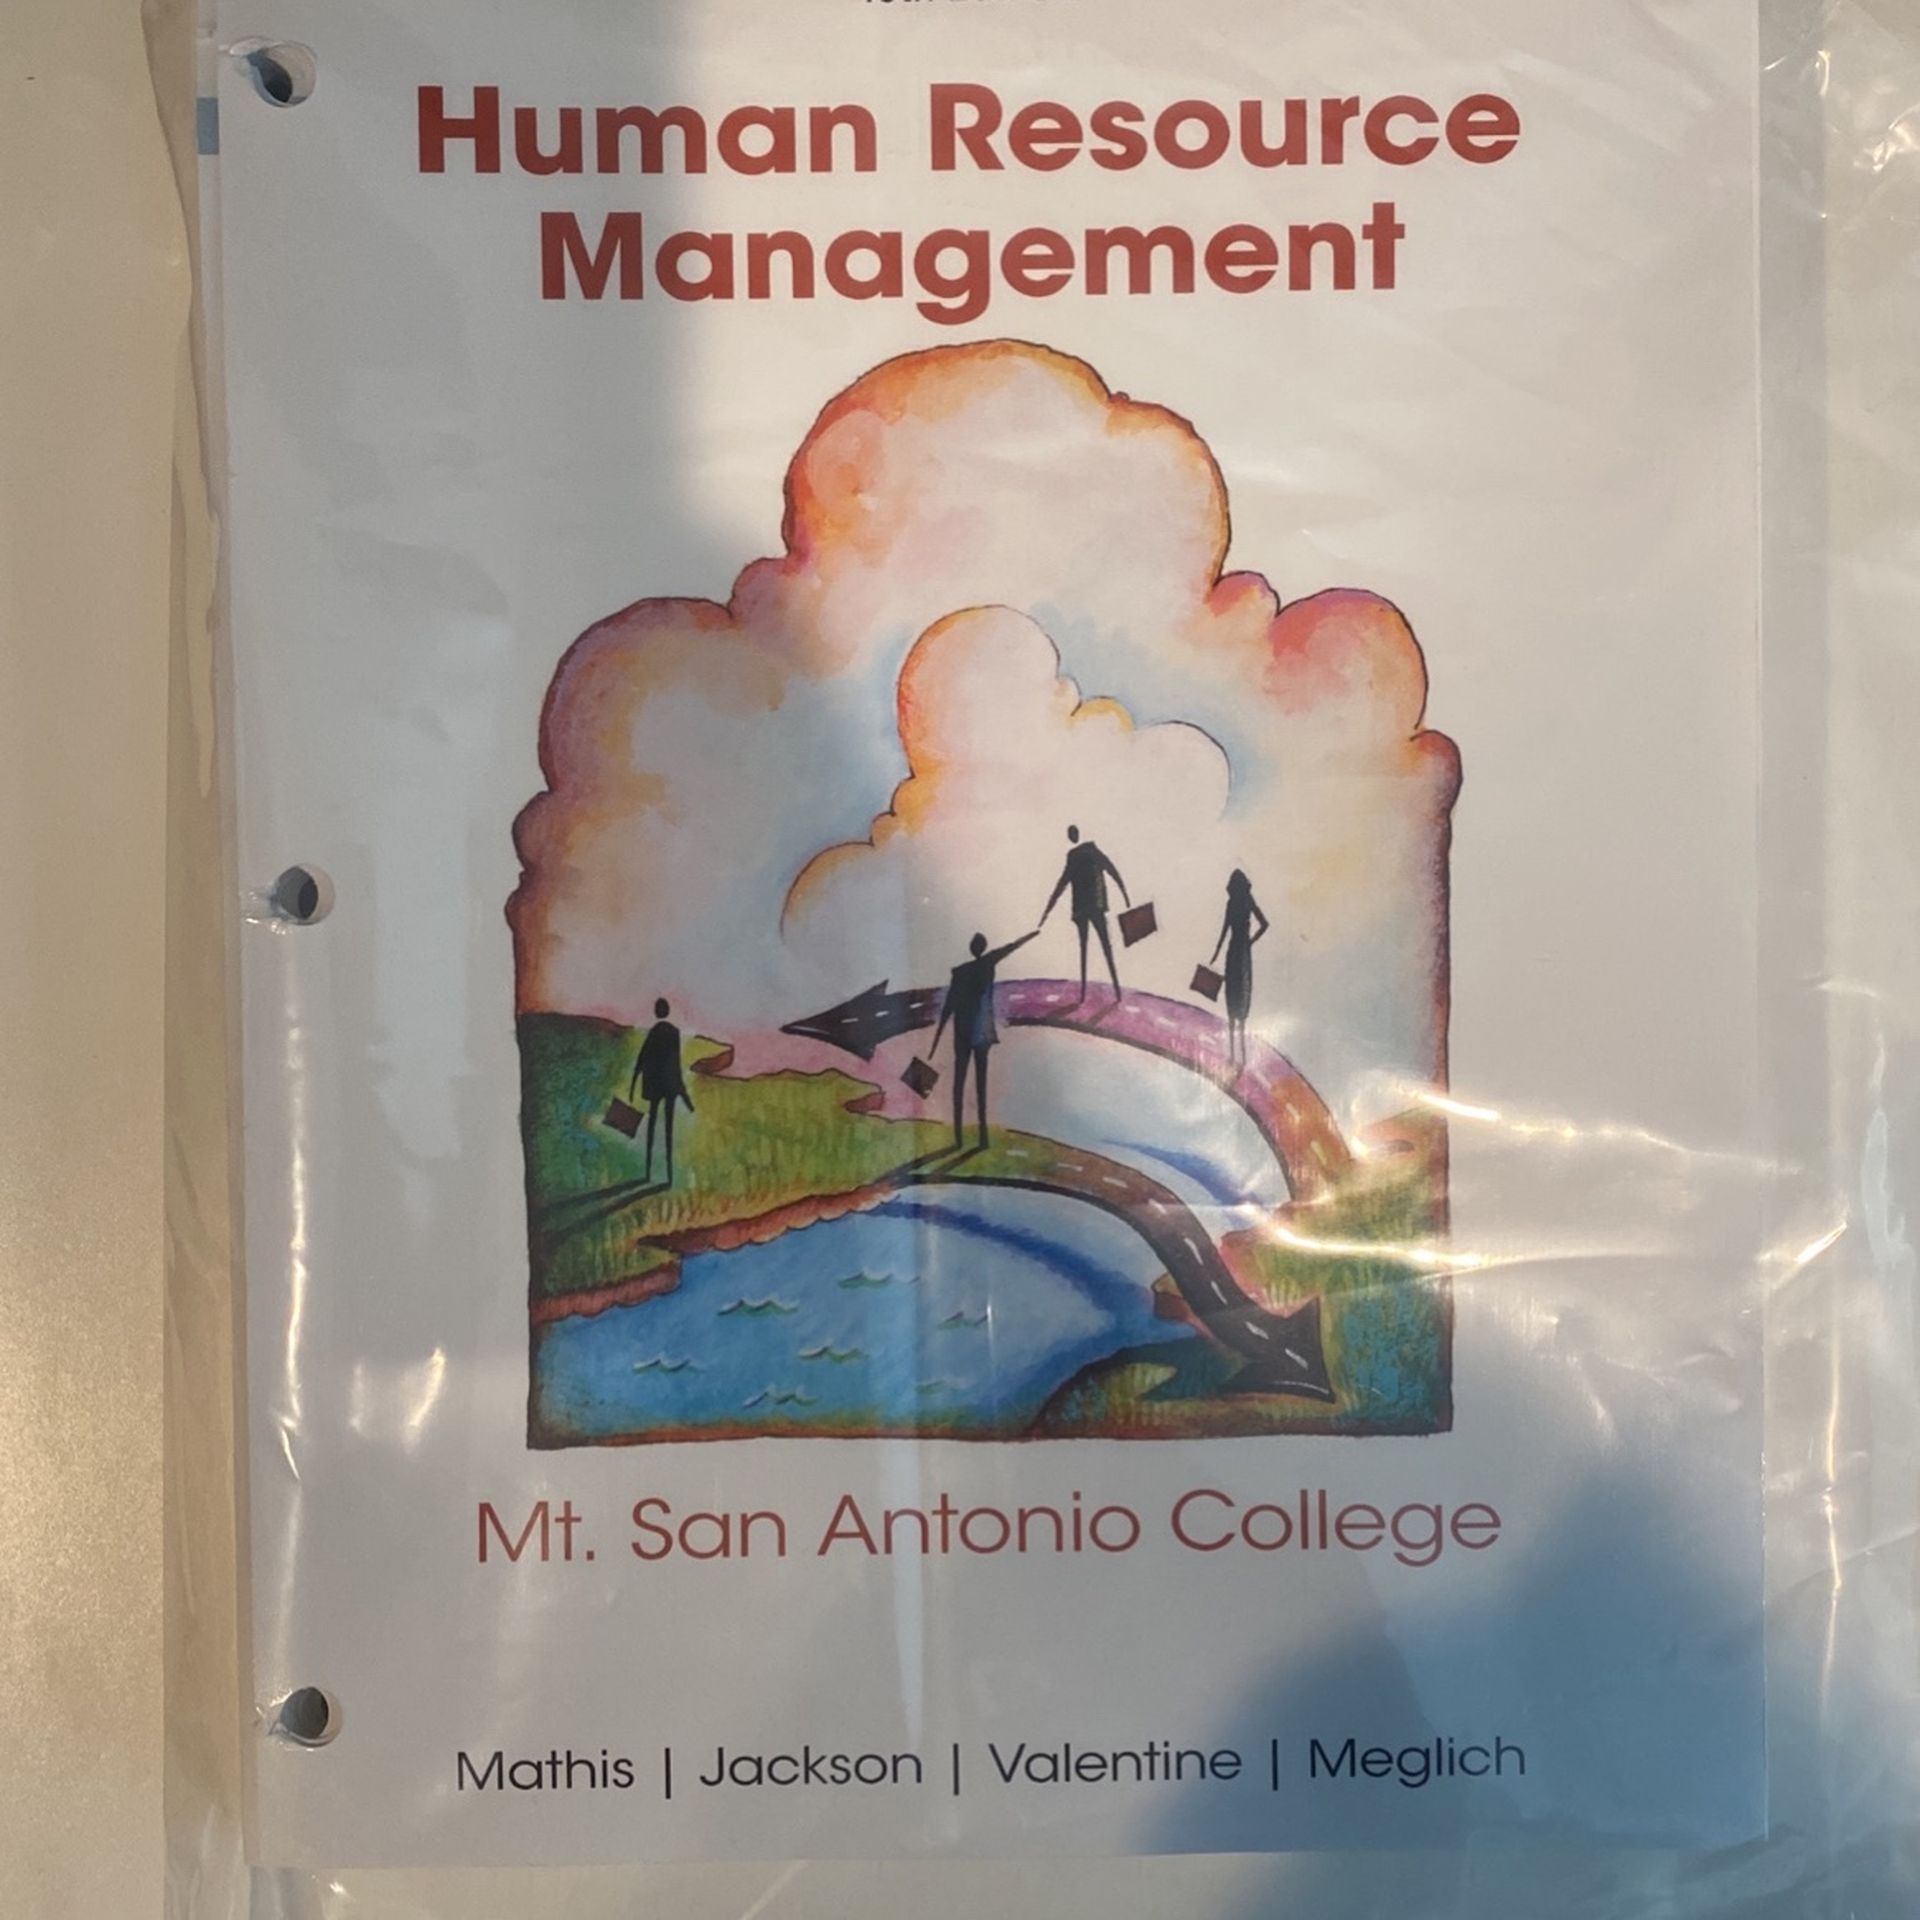 Human Resource
Management
Mt. San Antonio College
Mathis | Jackson | Valentine | Meglich